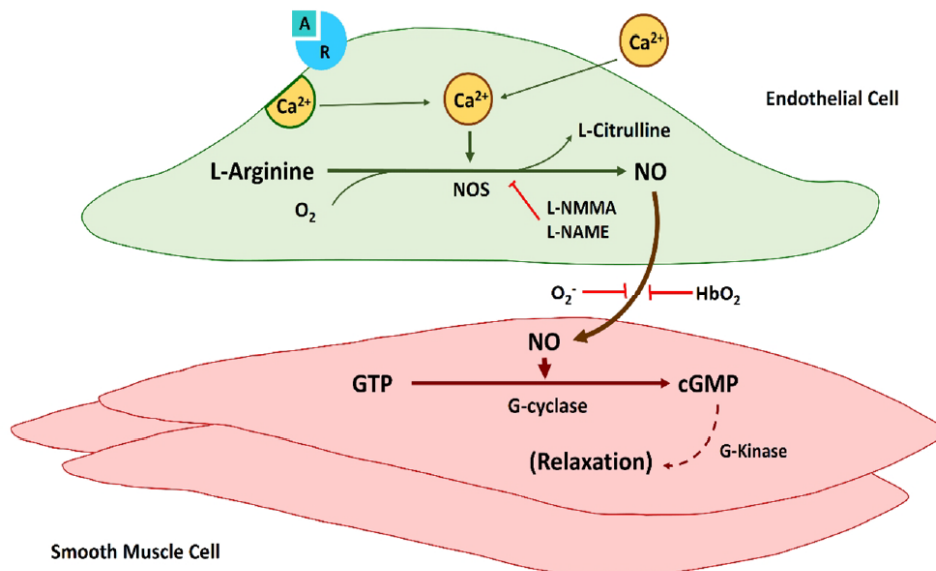 A
R
Ca²⁺
Ca²⁺
Ca²⁺
Endothelial Cell
L-Citrulline
L-Arginine
NO
NOS
O₂
L-NMMA
L-NAME
O₂⁻
HbO₂
NO
GTP
cGMP
G-cyclase
G-Kinase
(Relaxation)
Smooth Muscle Cell